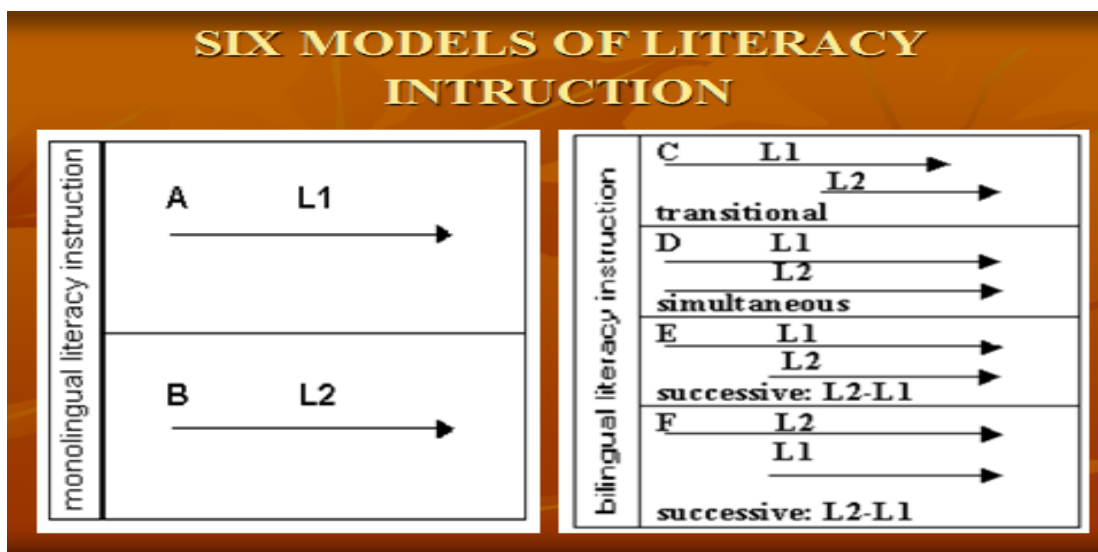 SIX MODELS OF LITERACY
INTRUCTION
monolingual literacy instruction
A L1
B L2
bilingual literacy instruction
C L1
L2
transitional
D L1
L2
simultaneous
E L1
L2
successive: L2-L1
F L2
L1
successive: L2-L1